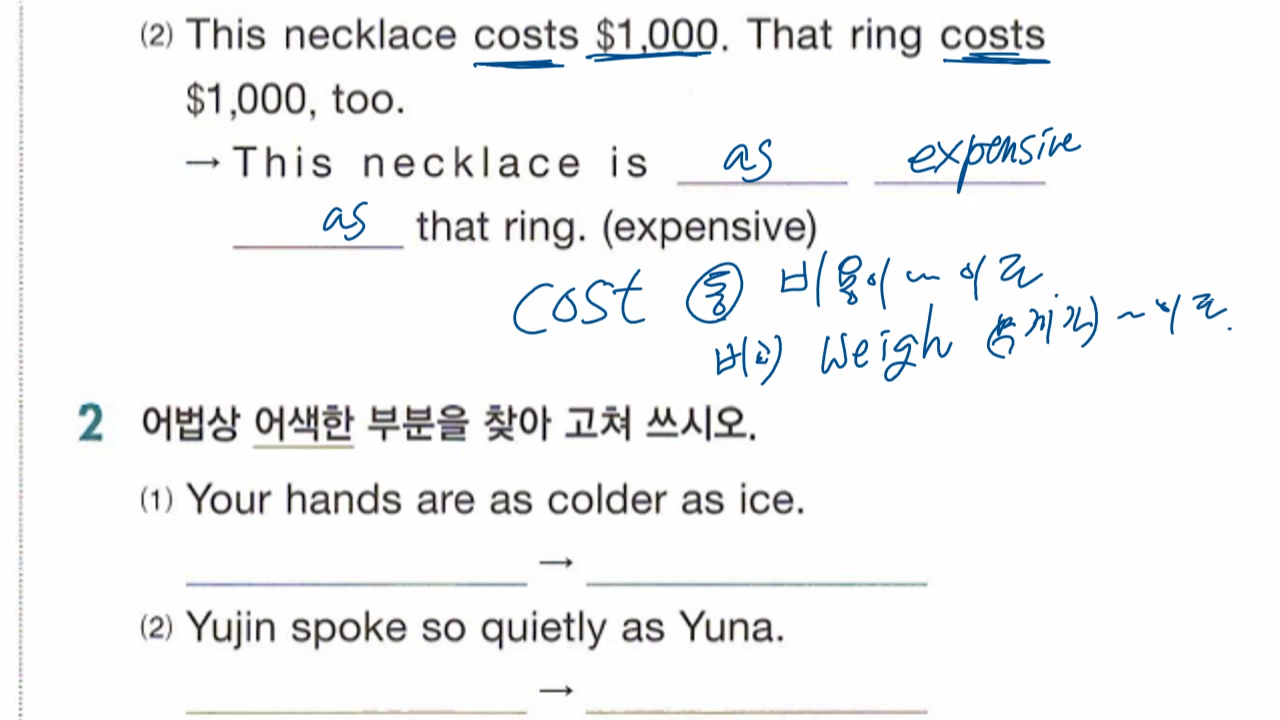 (2) This necklace costs $1,000. That ring costs
$1,000, too.
→ This necklace is as expensive
as that ring. (expensive)
cost 동 비용이 ~이다
비교) weigh 무게가 ~이다.
2 어법상 어색한 부분을 찾아 고쳐 쓰시오.
(1) Your hands are as colder as ice.
→
(2) Yujin spoke so quietly as Yuna.
→